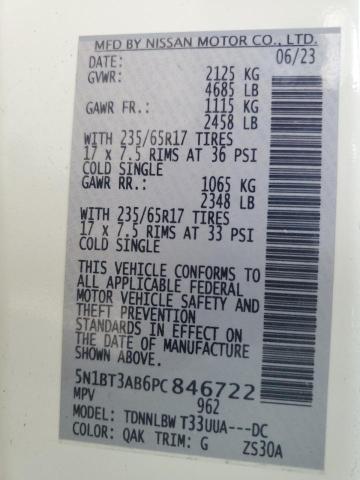 MFD BY NISSAN MOTOR CO., LTD.
DATE: 06/23
GVWR: 2125 KG
4685 LB
GAWR FR.: 1115 KG
2458 LB
WITH 235/65R17 TIRES
17 x 7.5 RIMS AT 36 PSI
COLD SINGLE
GAWR RR.: 1065 KG
2348 LB
WITH 235/65R17 TIRES
17 x 7.5 RIMS AT 33 PSI
COLD SINGLE
THIS VEHICLE CONFORMS TO
ALL APPLICABLE FEDERAL
MOTOR VEHICLE SAFETY AND
THEFT PREVENTION
STANDARDS IN EFFECT ON
THE DATE OF MANUFACTURE
SHOWN ABOVE.
5N1BT3AB6PC846722
MPV 962
MODEL: TDNNLBW T33UUA---DC
COLOR: QAK TRIM: G ZS30A